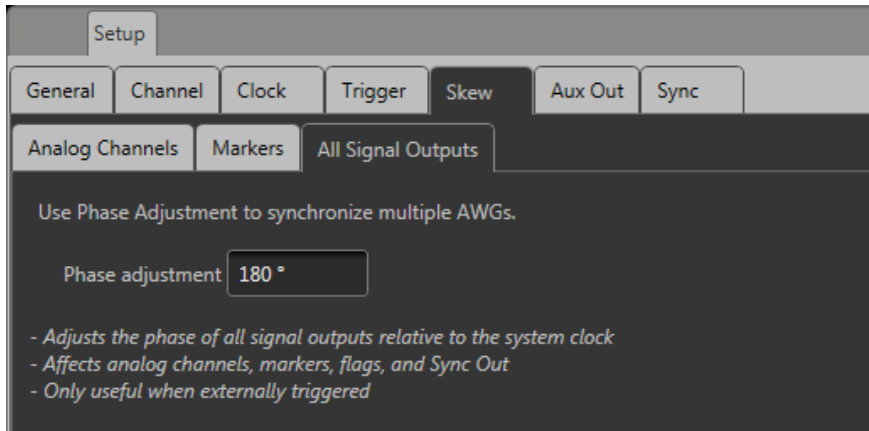 Setup
General Channel Clock Trigger Skew Aux Out Sync
Analog Channels Markers All Signal Outputs
Use Phase Adjustment to synchronize multiple AWGs.
Phase adjustment 180 °
- Adjusts the phase of all signal outputs relative to the system clock
- Affects analog channels, markers, flags, and Sync Out
- Only useful when externally triggered